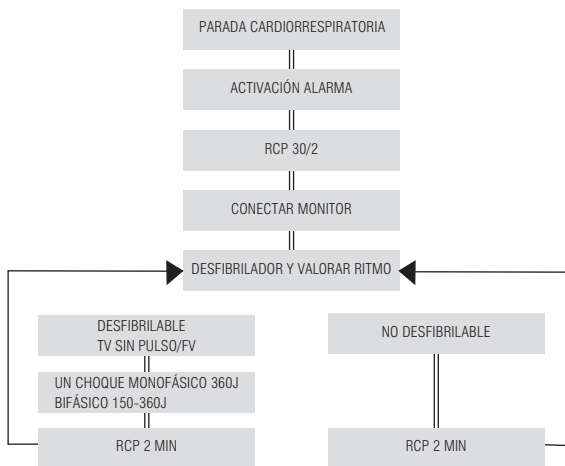 PARADA CARDIORRESPIRATORIA
ACTIVACIÓN ALARMA
RCP 30/2
CONECTAR MONITOR
DESFIBRILADOR Y VALORAR RITMO
DESFIBRILABLE
TV SIN PULSO/FV
UN CHOQUE MONOFÁSICO 360J
BIFÁSICO 150-360J
RCP 2 MIN
NO DESFIBRILABLE
RCP 2 MIN